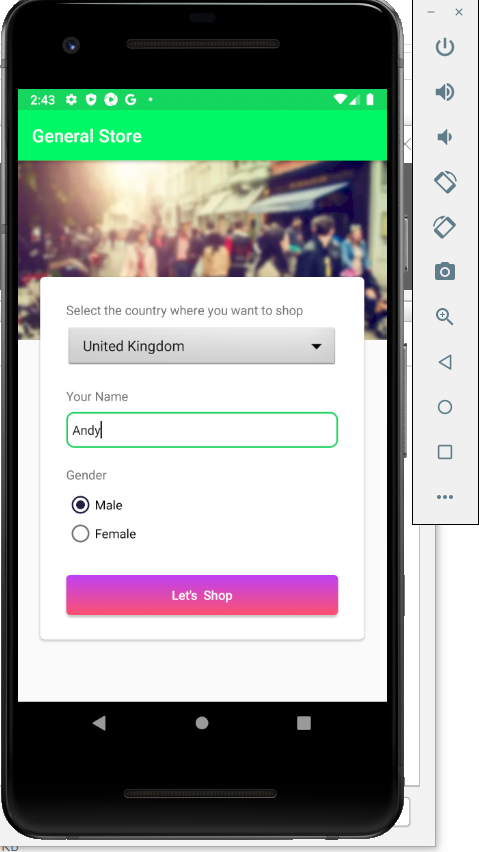 2:43
General Store
Select the country where you want to shop
United Kingdom
Your Name
Andy
Gender
Male
Female
Let's Shop